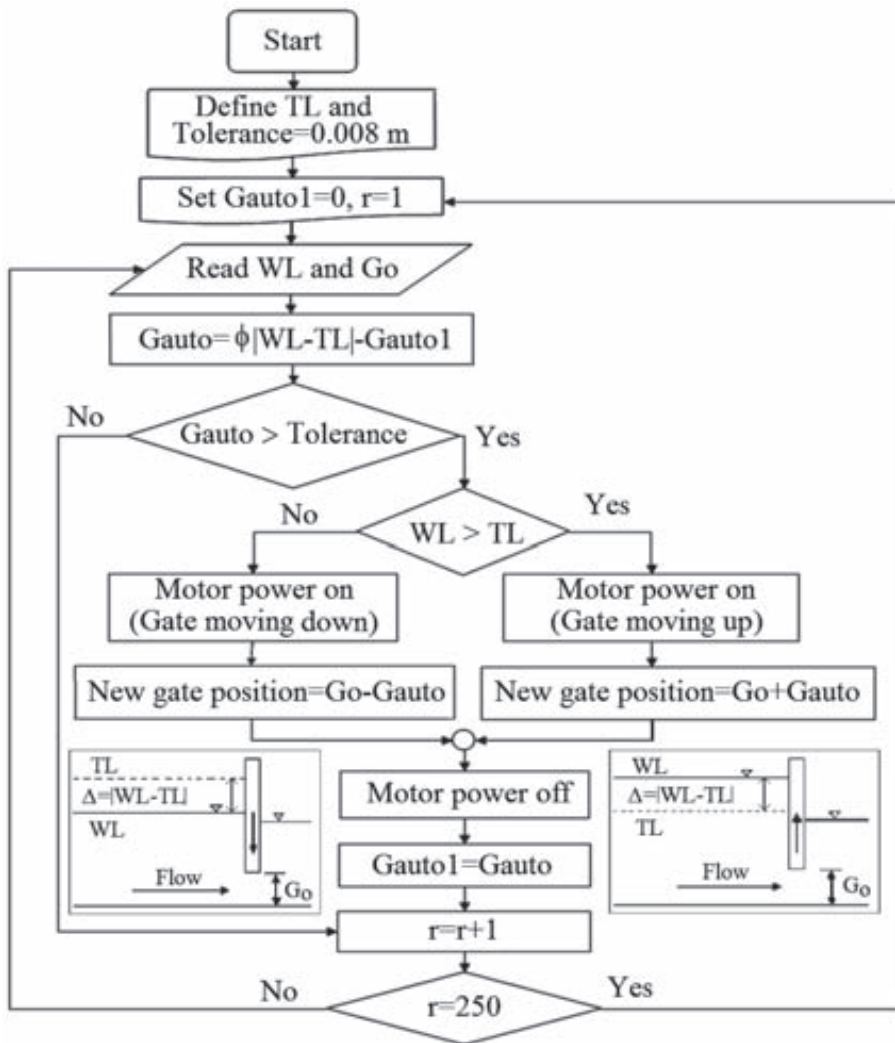 Start
Define TL and
Tolerance=0.008 m
Set Gauto1=0, r=1
Read WL and Go
Gauto=ϕ|WL-TL|-Gauto1
No
Gauto > Tolerance
Yes
No
WL > TL
Yes
Motor power on
(Gate moving down)
Motor power on
(Gate moving up)
New gate position=Go-Gauto
New gate position=Go+Gauto
TL
Δ=|WL-TL|
WL
Flow
Go
Motor power off
Gauto1=Gauto
r=r+1
WL
Δ=|WL-TL|
TL
Flow
Go
No
r=250
Yes